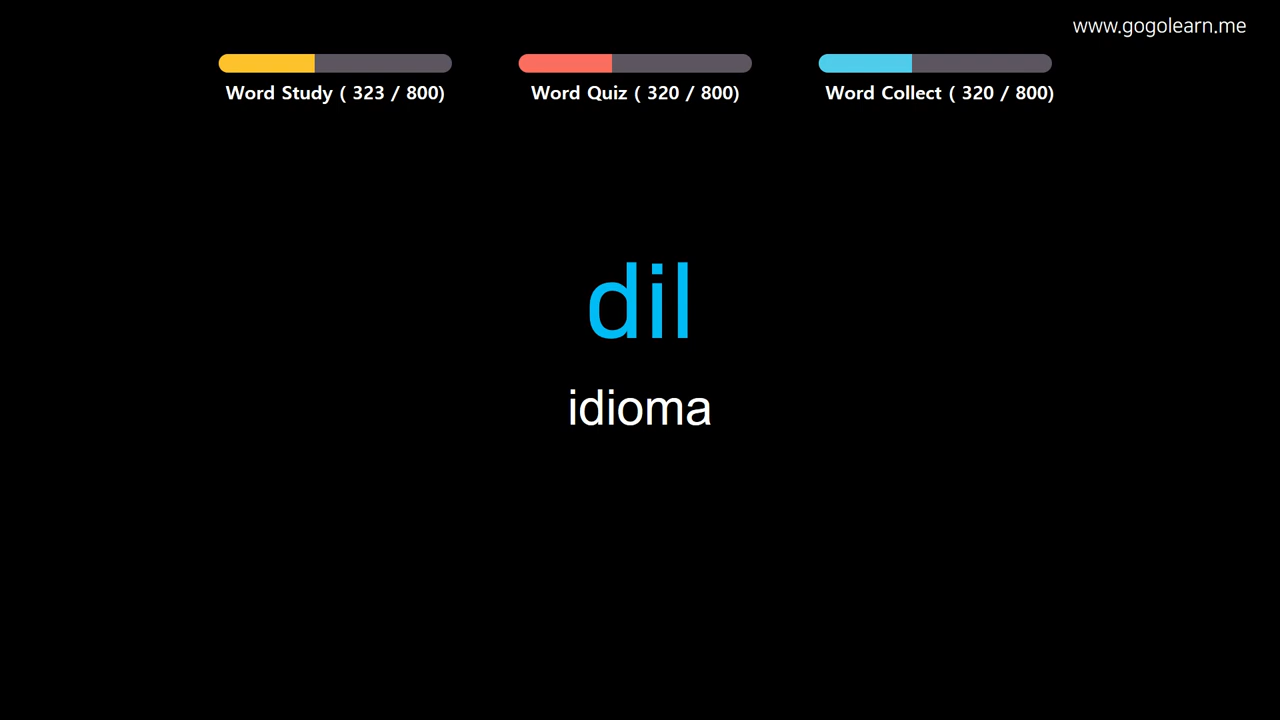 www.gogolearn.me
Word Study ( 323 / 800)
Word Quiz ( 320 / 800)
Word Collect ( 320 / 800)
dil
idioma